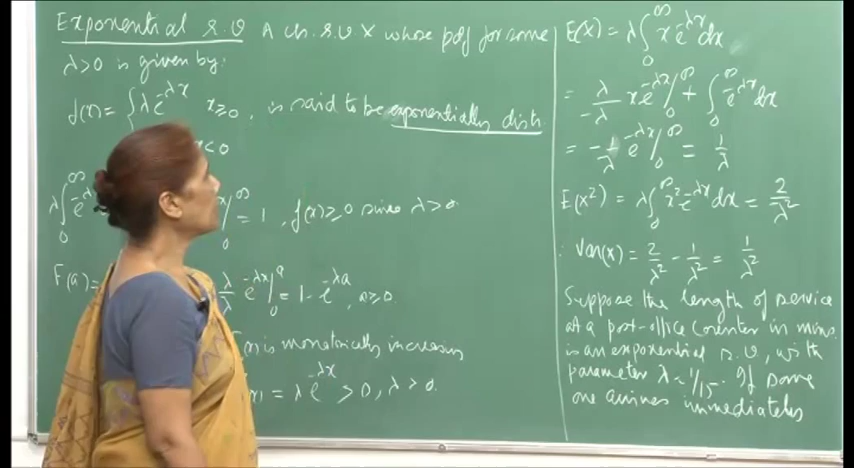 Exponential r.v A cts. r.v X whose pdf for some
λ>0 is given by:
f(x) = { λe^{-λx} x≥0, is said to be exponentially distr.
x<0
λ∫_0^∞ e^{-λx} |_0^∞ = 1, f(x)≥0 since λ>0.
F(a) = λ/λ e^{-λx}|_0^a = 1-e^{-λa}, a≥0.
(x) is monotonically increasing
(x) = λe^{-λx} > 0, λ>0.
E(X) = λ∫_0^∞ x e^{-λx} dx
= λ/-λ xe^{-λx}|_0^∞ + ∫_0^∞ e^{-λx} dx
= -1/λ e^{-λx}|_0^∞ = 1/λ
E(X²) = λ∫_0^∞ x² e^{-λx} dx = 2/λ²
∴ Var(X) = 2/λ² - 1/λ² = 1/λ²
Suppose the length of service
at a post-office counter in mins.
is an exponential r.v, with
parameter λ = 1/15. If some
one arrives immediately